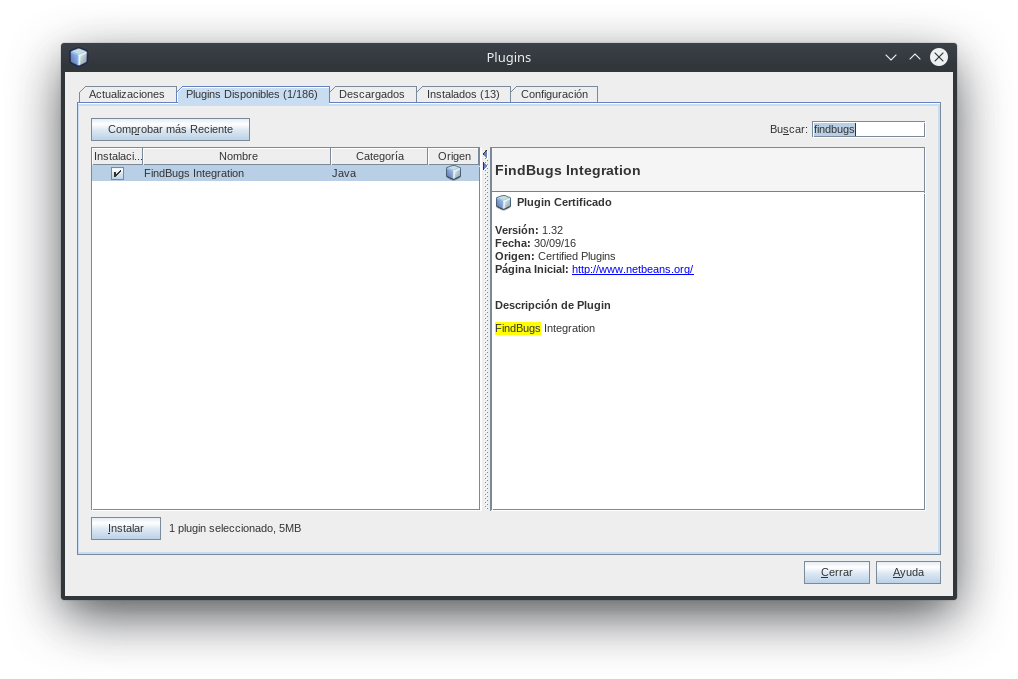 Plugins
Actualizaciones
Plugins Disponibles (1/186)
Descargados
Instalados (13)
Configuración
Comprobar más Reciente
Buscar: findbugs
Instalaci... Nombre Categoría Origen
FindBugs Integration Java
FindBugs Integration
Plugin Certificado
Versión: 1.32
Fecha: 30/09/16
Origen: Certified Plugins
Página Inicial: http://www.netbeans.org/
Descripción de Plugin
FindBugs Integration
Instalar 1 plugin seleccionado, 5MB
Cerrar
Ayuda